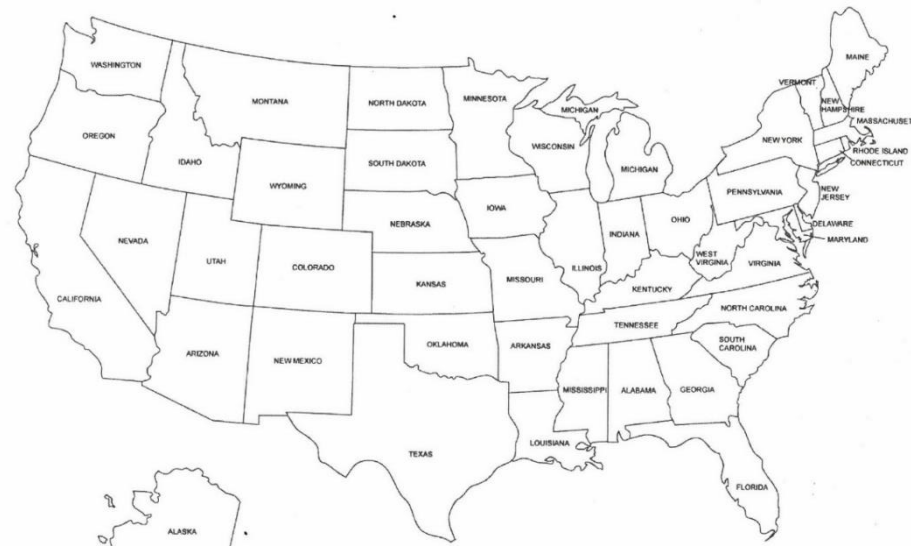 WASHINGTON
MONTANA
NORTH DAKOTA
MINNESOTA
MICHIGAN
VERMONT
MAINE
NEW
HAMPSHIRE
MASSACHUSET
OREGON
IDAHO
WYOMING
SOUTH DAKOTA
WISCONSIN
MICHIGAN
NEW YORK
RHODE ISLAND
CONNECTICUT
NEVADA
UTAH
COLORADO
NEBRASKA
IOWA
ILLINOIS
INDIANA
OHIO
PENNSYLVANIA
NEW
JERSEY
DELAWARE
MARYLAND
CALIFORNIA
KANSAS
MISSOURI
KENTUCKY
WEST
VIRGINIA
VIRGINIA
ARIZONA
NEW MEXICO
OKLAHOMA
ARKANSAS
TENNESSEE
NORTH CAROLINA
SOUTH
CAROLINA
TEXAS
LOUISIANA
MISSISSIPPI
ALABAMA
GEORGIA
FLORIDA
ALASKA